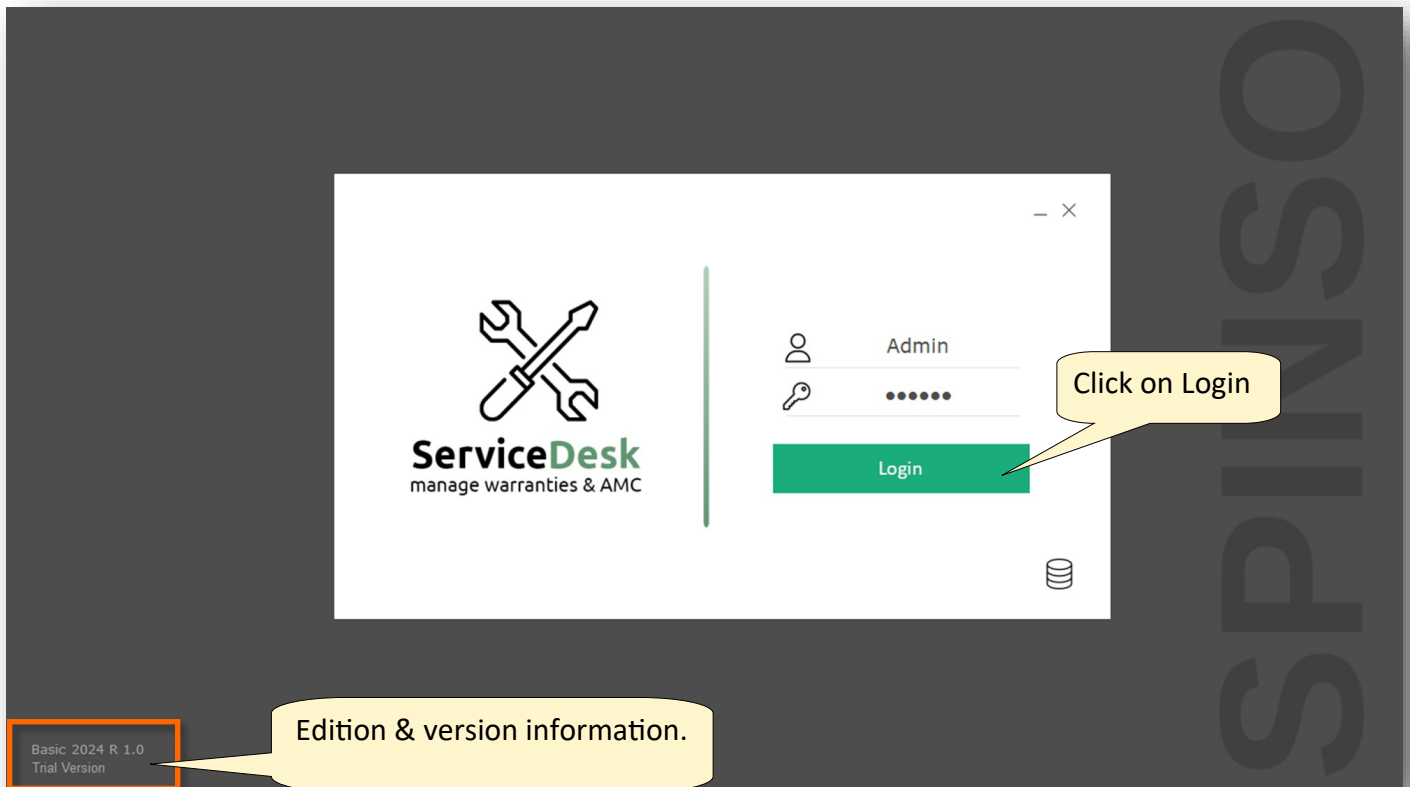 SPINSO
Admin
••••••
Click on Login
ServiceDesk
manage warranties & AMC
Login
Edition & version information.
Basic 2024 R 1.0
Trial Version